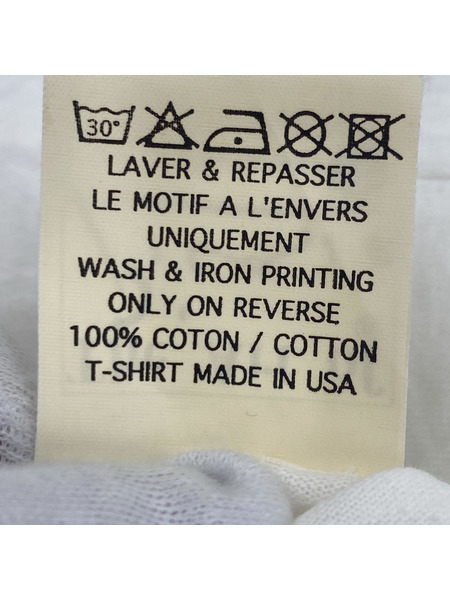 30°
LAVER & REPASSER
LE MOTIF A L'ENVERS
UNIQUEMENT
WASH & IRON PRINTING
ONLY ON REVERSE
100% COTON / COTTON
T-SHIRT MADE IN USA